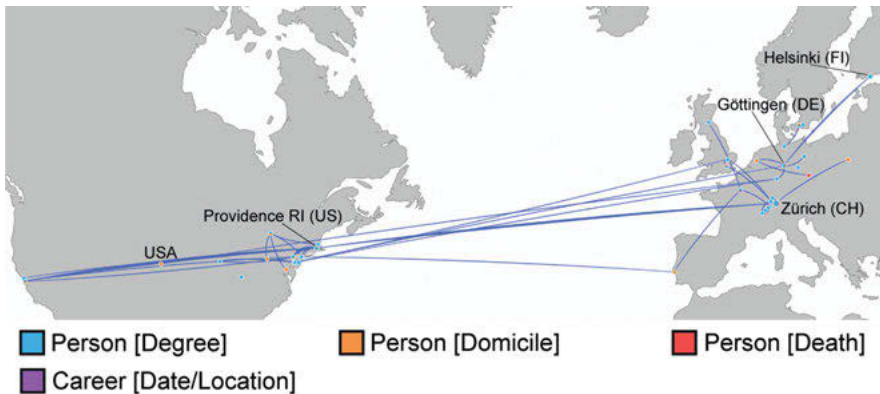 Helsinki (FI)
Göttingen (DE)
Providence RI (US)
Zürich (CH)
USA
Person [Degree]
Person [Domicile]
Person [Death]
Career [Date/Location]